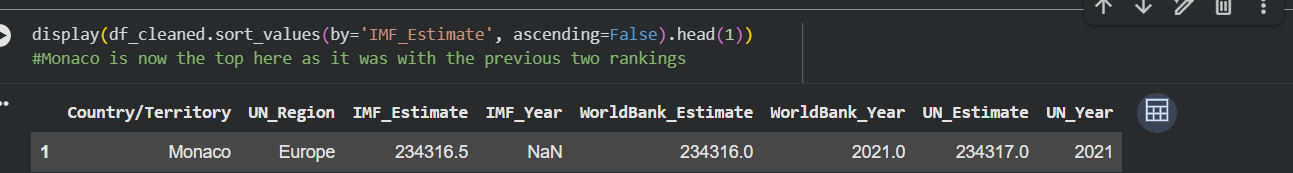 display(df_cleaned.sort_values(by='IMF_Estimate', ascending=False).head(1))
#Monaco is now the top here as it was with the previous two rankings
Country/Territory UN_Region IMF_Estimate IMF_Year WorldBank_Estimate WorldBank_Year UN_Estimate UN_Year
1 Monaco Europe 234316.5 NaN 234316.0 2021.0 234317.0 2021